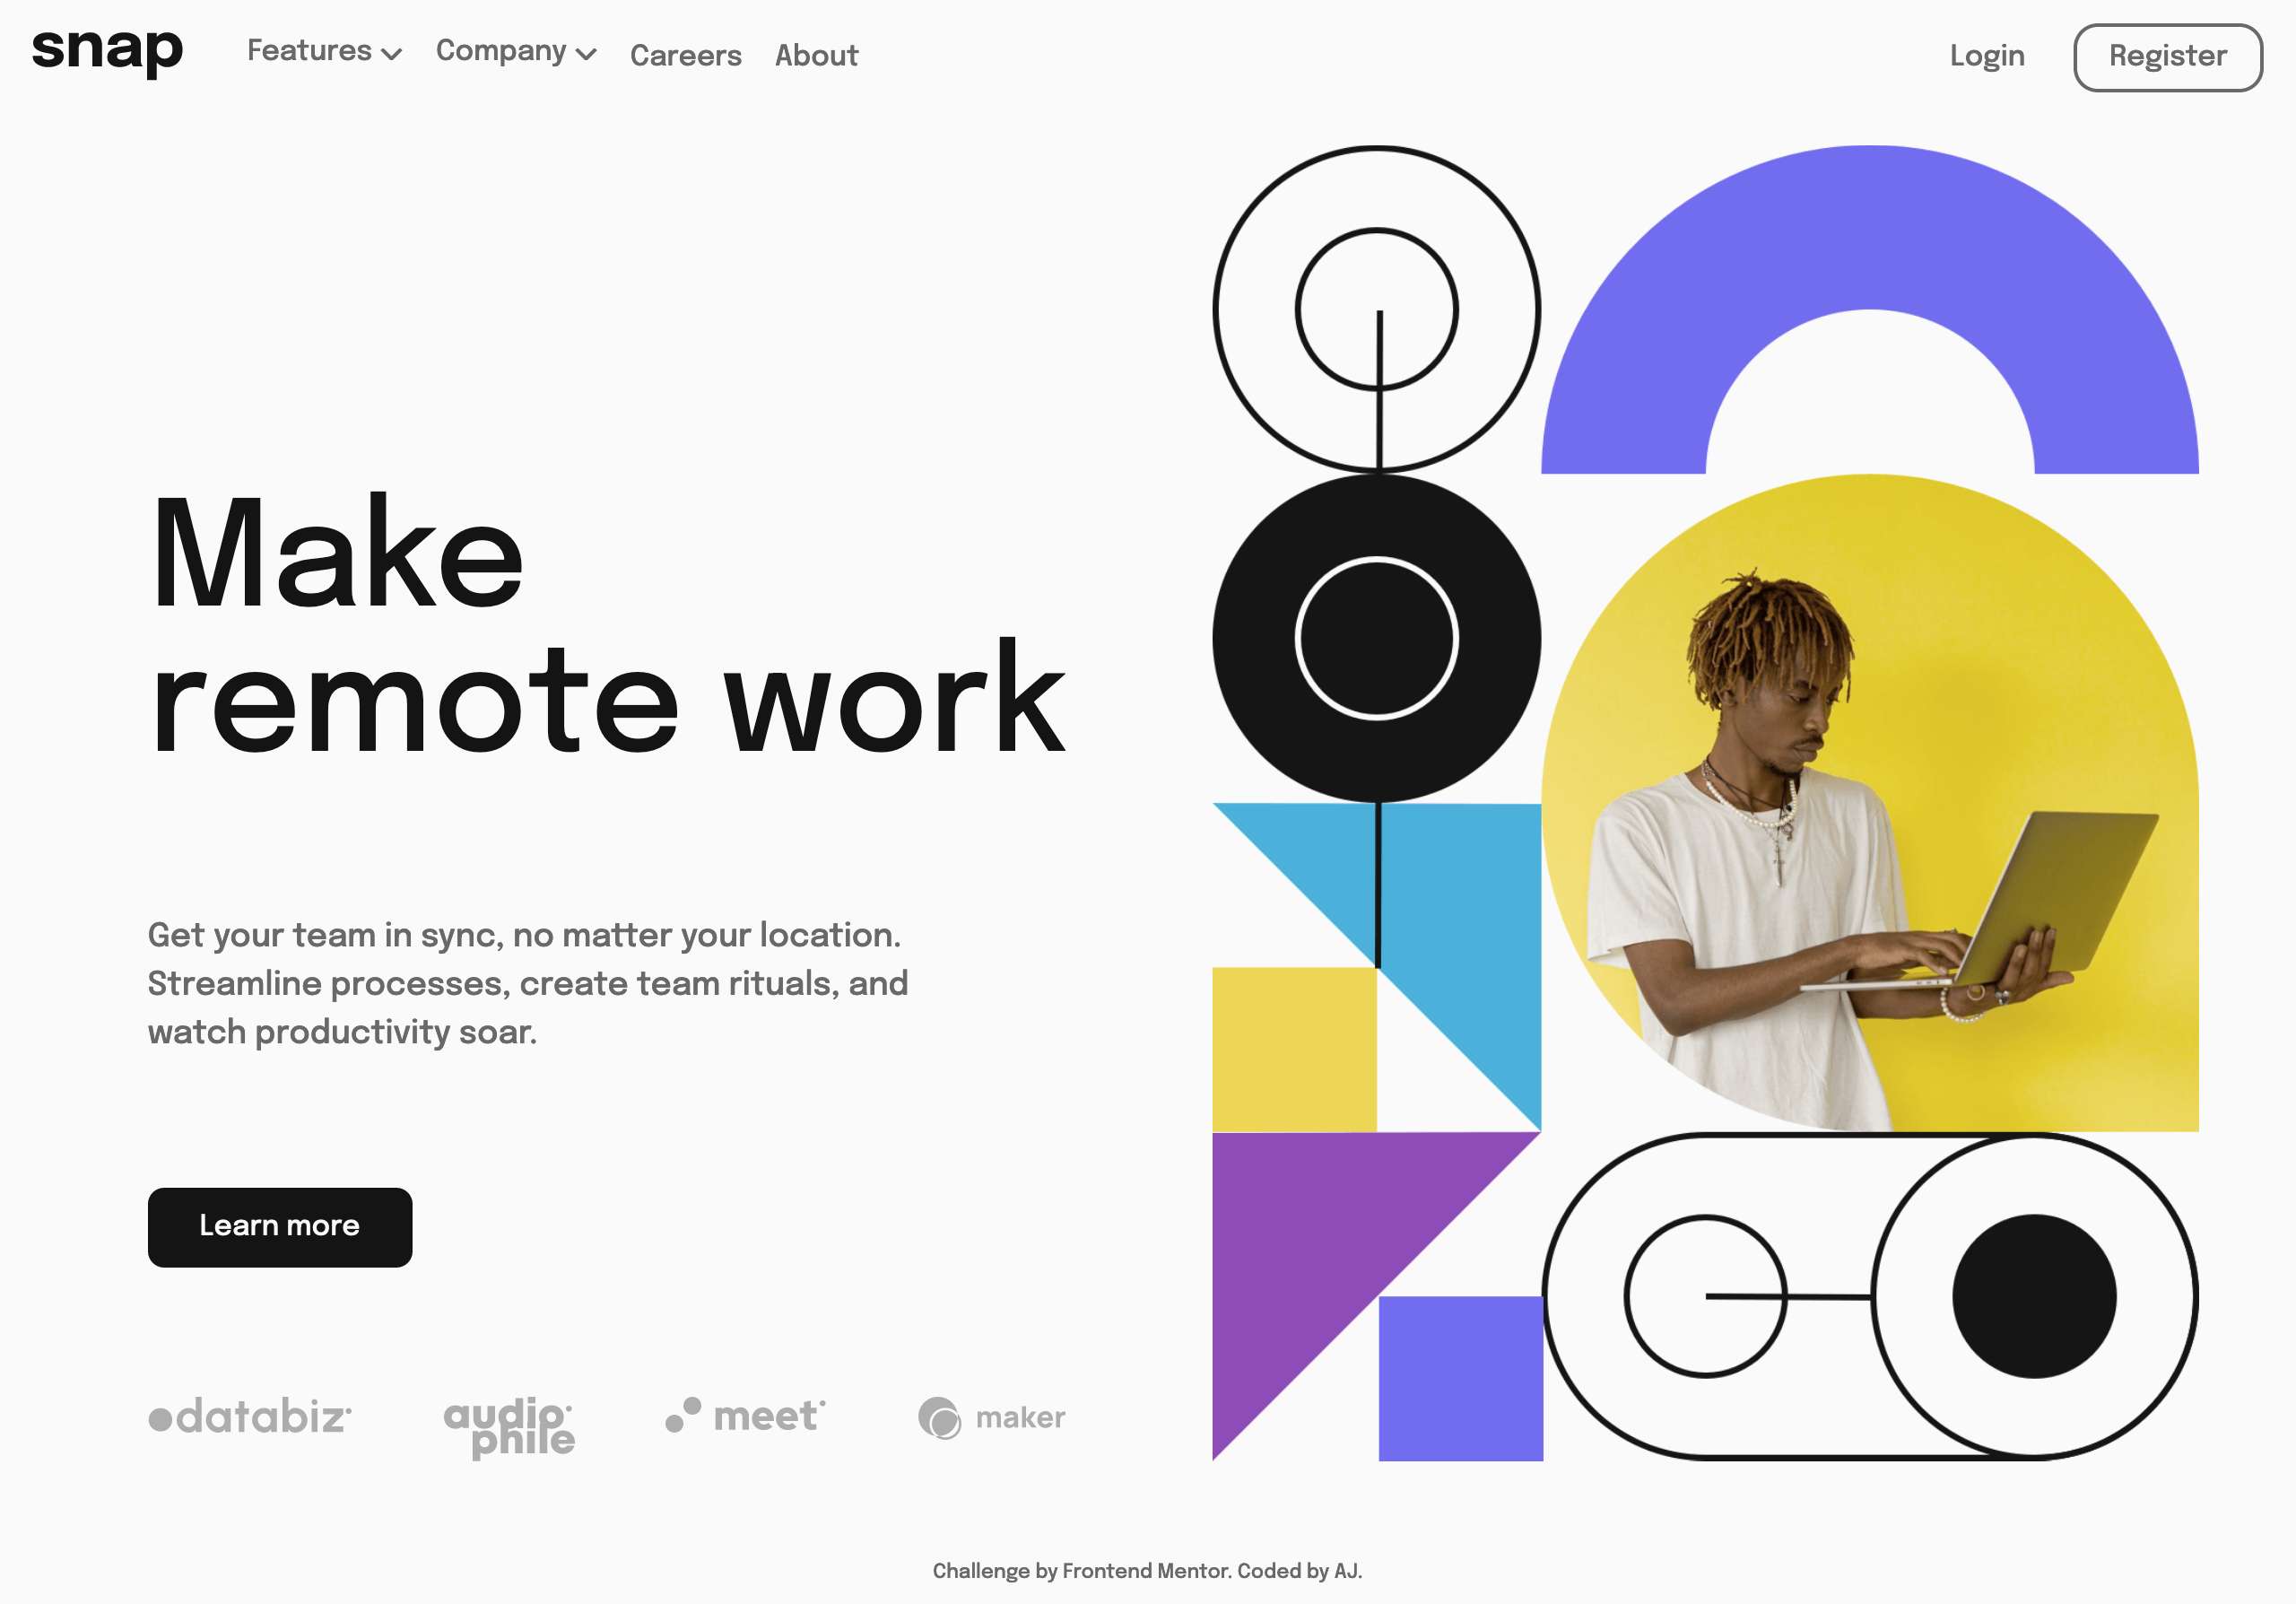 snap
Features
Company
Careers
About
Login
Register
Make
remote work
Get your team in sync, no matter your location.
Streamline processes, create team rituals, and
watch productivity soar.
Learn more
databiz
audiophile
meet
maker
Challenge by Frontend Mentor. Coded by AJ.